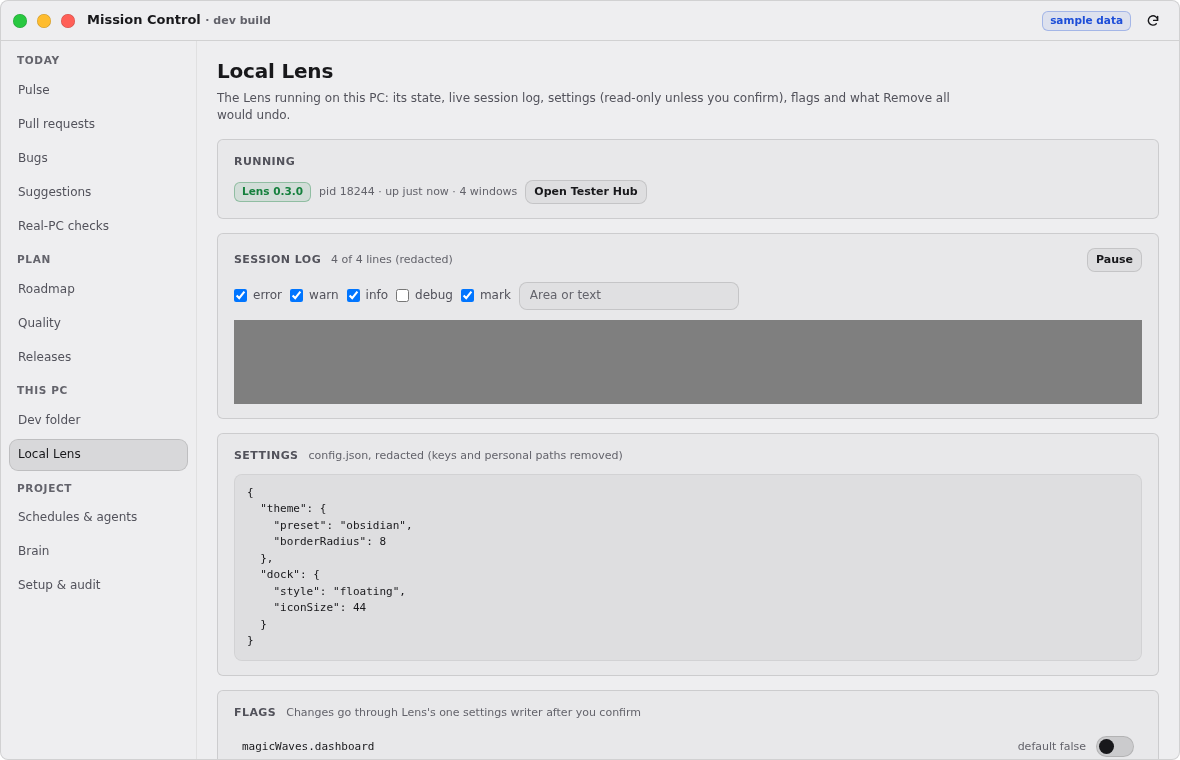 Mission Control · dev build
sample data
TODAY
Pulse
Pull requests
Bugs
Suggestions
Real-PC checks
PLAN
Roadmap
Quality
Releases
THIS PC
Dev folder
Local Lens
PROJECT
Schedules & agents
Brain
Setup & audit
Local Lens
The Lens running on this PC: its state, live session log, settings (read-only unless you confirm), flags and what Remove all
would undo.
RUNNING
Lens 0.3.0 pid 18244 · up just now · 4 windows Open Tester Hub
SESSION LOG 4 of 4 lines (redacted) Pause
error warn info debug mark Area or text
SETTINGS config.json, redacted (keys and personal paths removed)
{
  "theme": {
    "preset": "obsidian",
    "borderRadius": 8
  },
  "dock": {
    "style": "floating",
    "iconSize": 44
  }
}
FLAGS Changes go through Lens's one settings writer after you confirm
magicWaves.dashboard default false